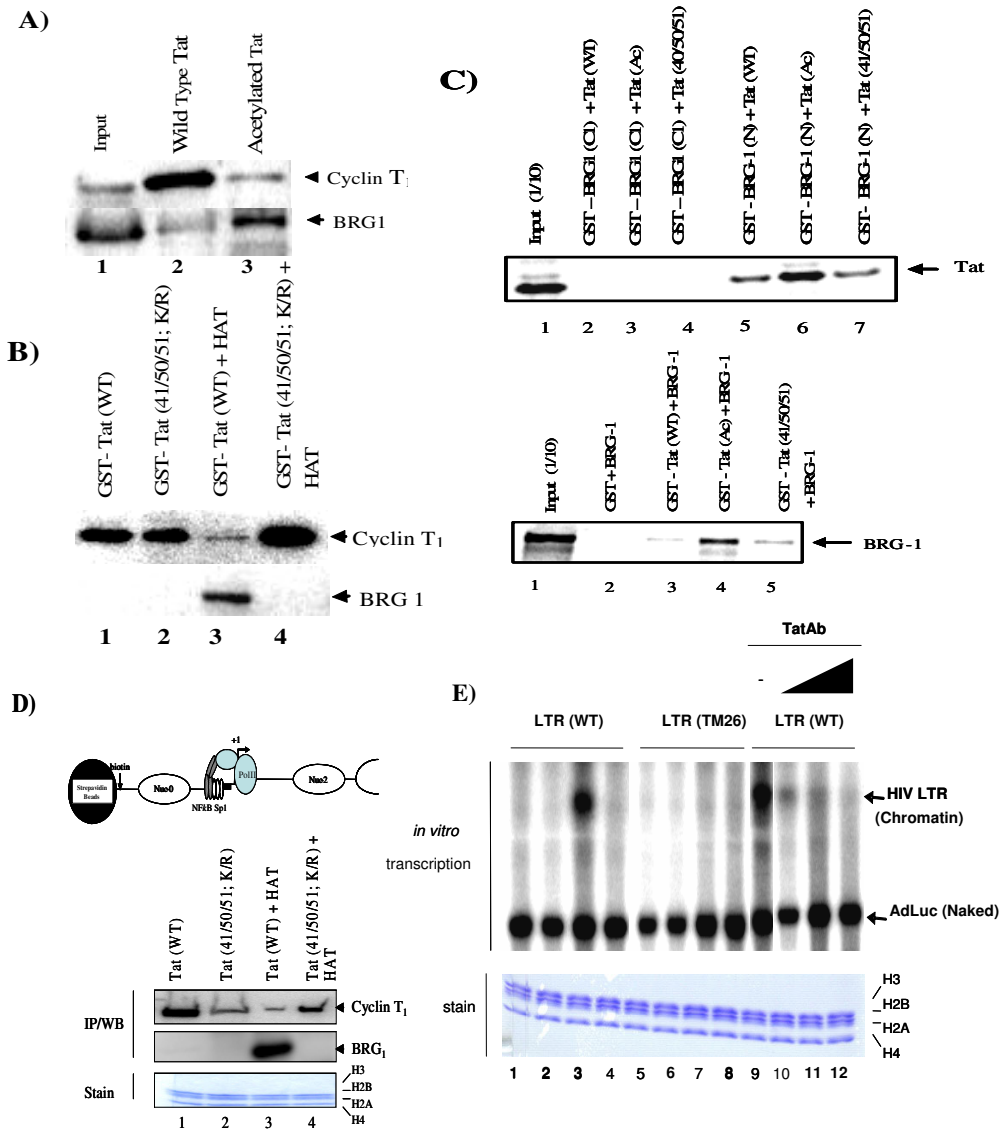 A)
Input
Wild Type Tat
Acetylated Tat
Cyclin T1
BRG1
1 2 3
B)
GST- Tat (WT)
GST- Tat (41/50/51; K/R)
GST- Tat (WT) + HAT
GST- Tat (41/50/51; K/R) +
HAT
Cyclin T1
BRG 1
1 2 3 4
C)
Input (1/10)
GST – BRG1 (C1) + Tat (WT)
GST – BRG1 (C1) + Tat (Ac)
GST – BRG1 (C1) + Tat (40/50/51)
GST - BRG-1 (N) + Tat (WT)
GST - BRG-1 (N) + Tat (Ac)
GST - BRG-1 (N) + Tat (41/50/51)
Tat
1 2 3 4 5 6 7
Input (1/10)
GST + BRG-1
GST - Tat (WT) + BRG-1
GST - Tat (Ac) + BRG-1
GST - Tat (41/50/51)
+ BRG-1
BRG-1
1 2 3 4 5
D)
biotin
Strepavidin
Beads
Nuc0
NFkB Sp1
+1
PolII
Nuc2
Tat (WT)
Tat (41/50/51; K/R)
Tat (WT) + HAT
Tat (41/50/51; K/R) +
HAT
IP/WB
Cyclin T1
BRG1
Stain
H3
H2B
H2A
H4
1 2 3 4
E)
TatAb
-
LTR (WT) LTR (TM26) LTR (WT)
in vitro
transcription
HIV LTR
(Chromatin)
AdLuc (Naked)
stain
H3
H2B
H2A
H4
1 2 3 4 5 6 7 8 9 10 11 12